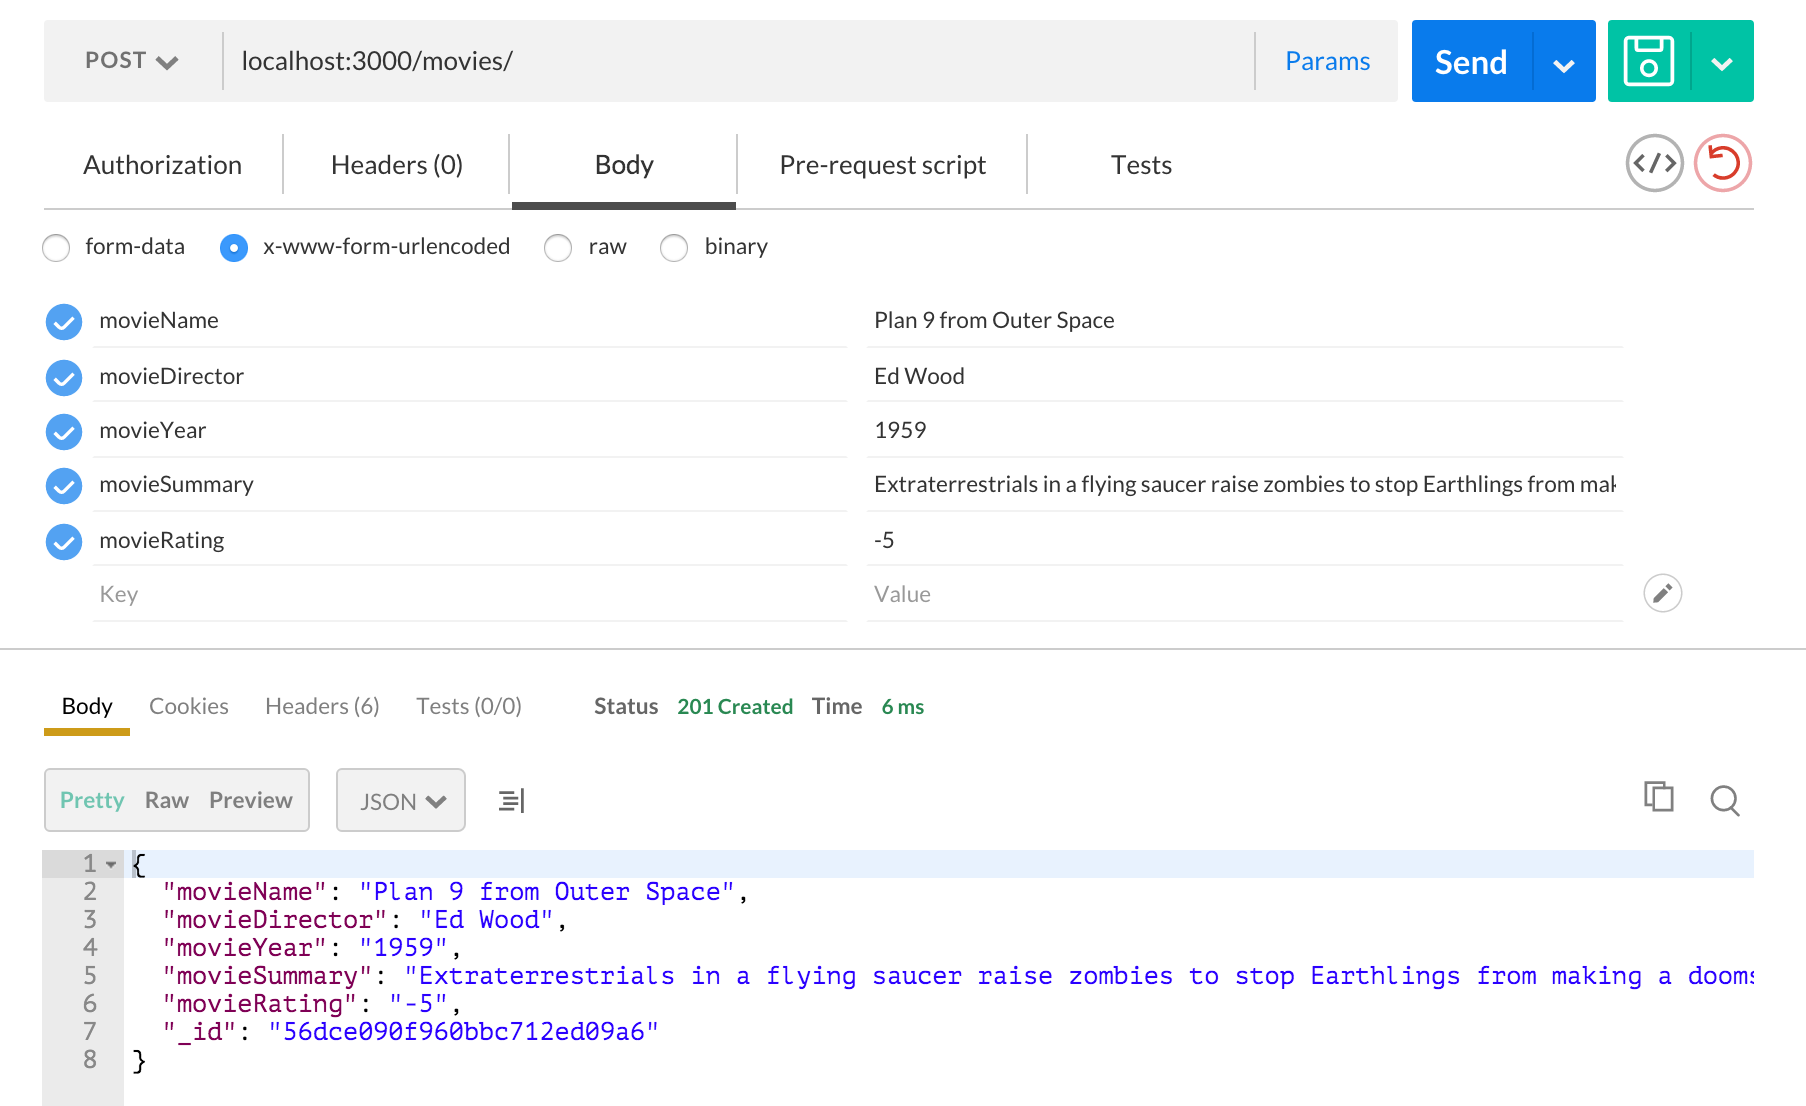 POST localhost:3000/movies/ Params Send
Authorization Headers (0) Body Pre-request script Tests </>
form-data x-www-form-urlencoded raw binary
movieName Plan 9 from Outer Space
movieDirector Ed Wood
movieYear 1959
movieSummary Extraterrestrials in a flying saucer raise zombies to stop Earthlings from mak
movieRating -5
Key Value
Body Cookies Headers (6) Tests (0/0) Status 201 Created Time 6 ms
Pretty Raw Preview JSON
1 {
2 "movieName": "Plan 9 from Outer Space",
3 "movieDirector": "Ed Wood",
4 "movieYear": "1959",
5 "movieSummary": "Extraterrestrials in a flying saucer raise zombies to stop Earthlings from making a dooms
6 "movieRating": "-5",
7 "_id": "56dce090f960bbc712ed09a6"
8 }